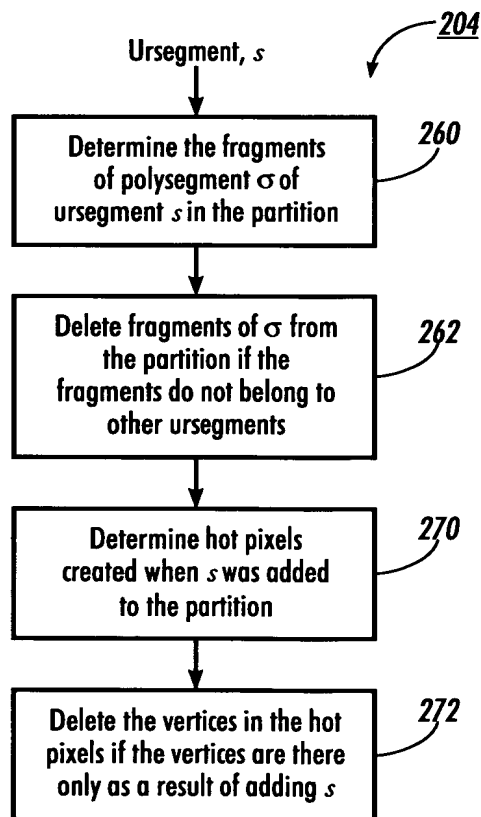 204
Ursegment, s
260
Determine the fragments
of polysegment σ of
ursegment s in the partition
262
Delete fragments of σ from
the partition if the
fragments do not belong to
other ursegments
270
Determine hot pixels
created when s was added
to the partition
272
Delete the vertices in the hot
pixels if the vertices are there
only as a result of adding s